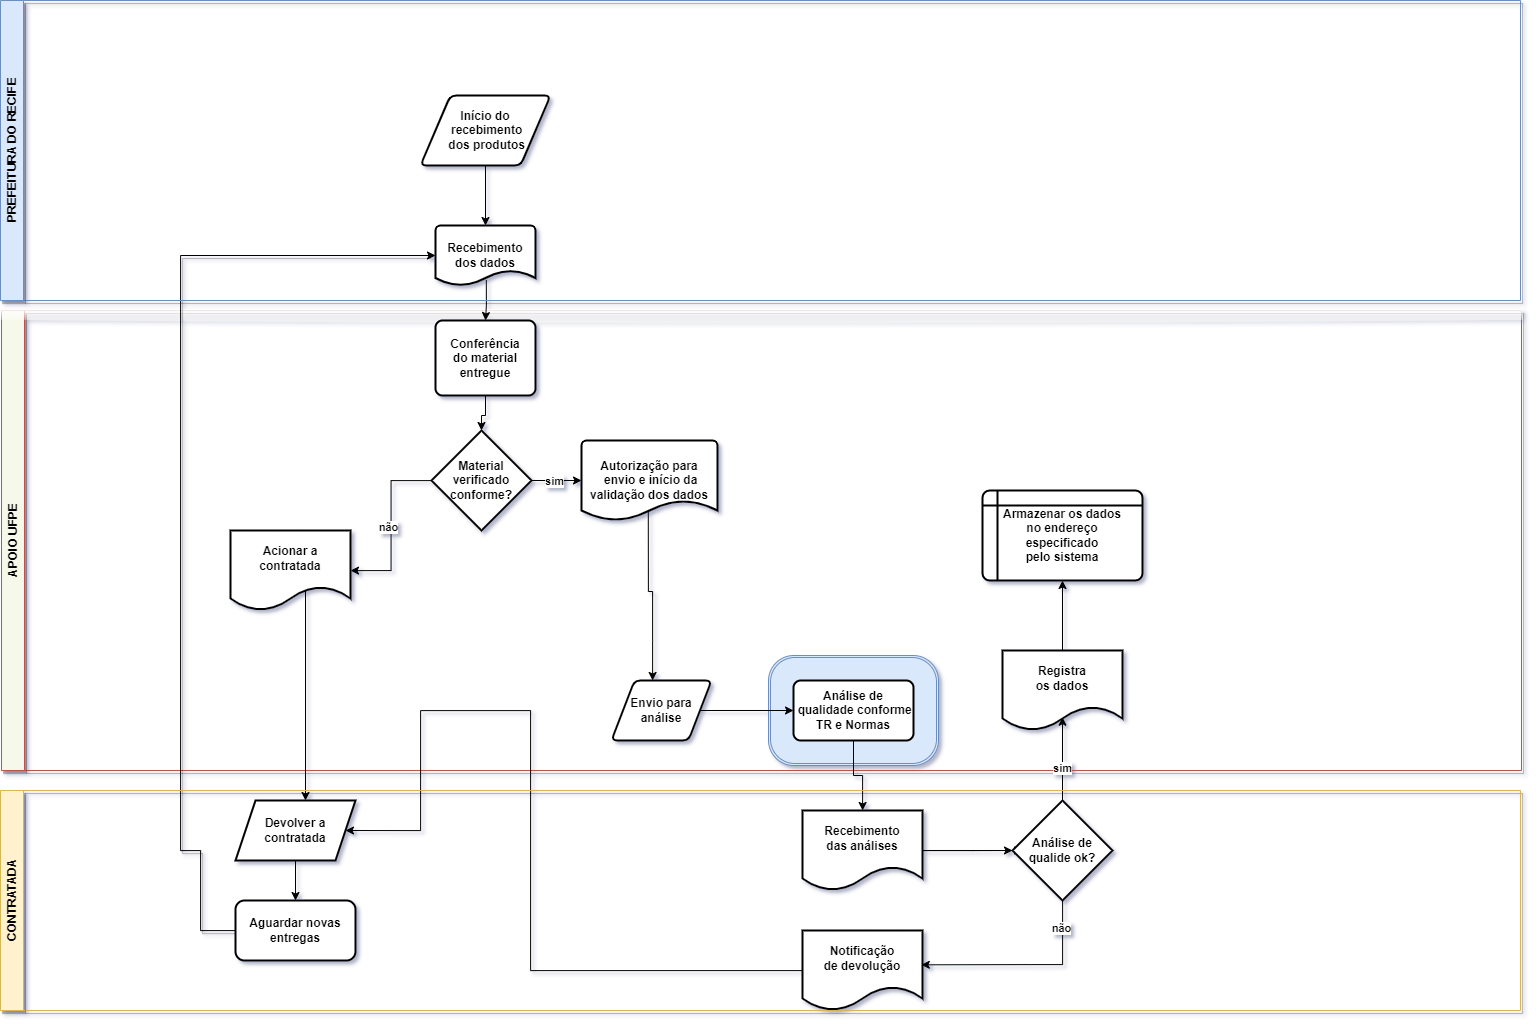 PREFEITURA DO RECIFE
Início do
recebimento
dos produtos
Recebimento
dos dados
APOIO UFPE
Conferência
do material
entregue
Material
verificado
conforme?
sim
não
Autorização para
envio e início da
validação dos dados
Acionar a
contratada
Armazenar os dados
no endereço
especificado
pelo sistema
Registra
os dados
Envio para
análise
Análise de
qualidade conforme
TR e Normas
sim
CONTRATADA
Devolver a
contratada
Recebimento
das análises
Análise de
qualide ok?
não
Aguardar novas
entregas
Notificação
de devolução